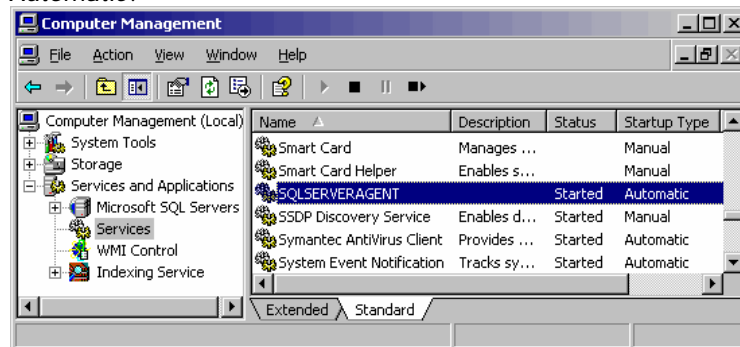 Computer Management
File Action View Window Help
Computer Management (Local)
System Tools
Storage
Services and Applications
Microsoft SQL Servers
Services
WMI Control
Indexing Service
Name Description Status Startup Type
Smart Card Manages ... Manual
Smart Card Helper Enables s... Manual
SQLSERVERAGENT Started Automatic
SSDP Discovery Service Enables d... Started Manual
Symantec AntiVirus Client Provides ... Started Automatic
System Event Notification Tracks sy... Started Automatic
Extended Standard